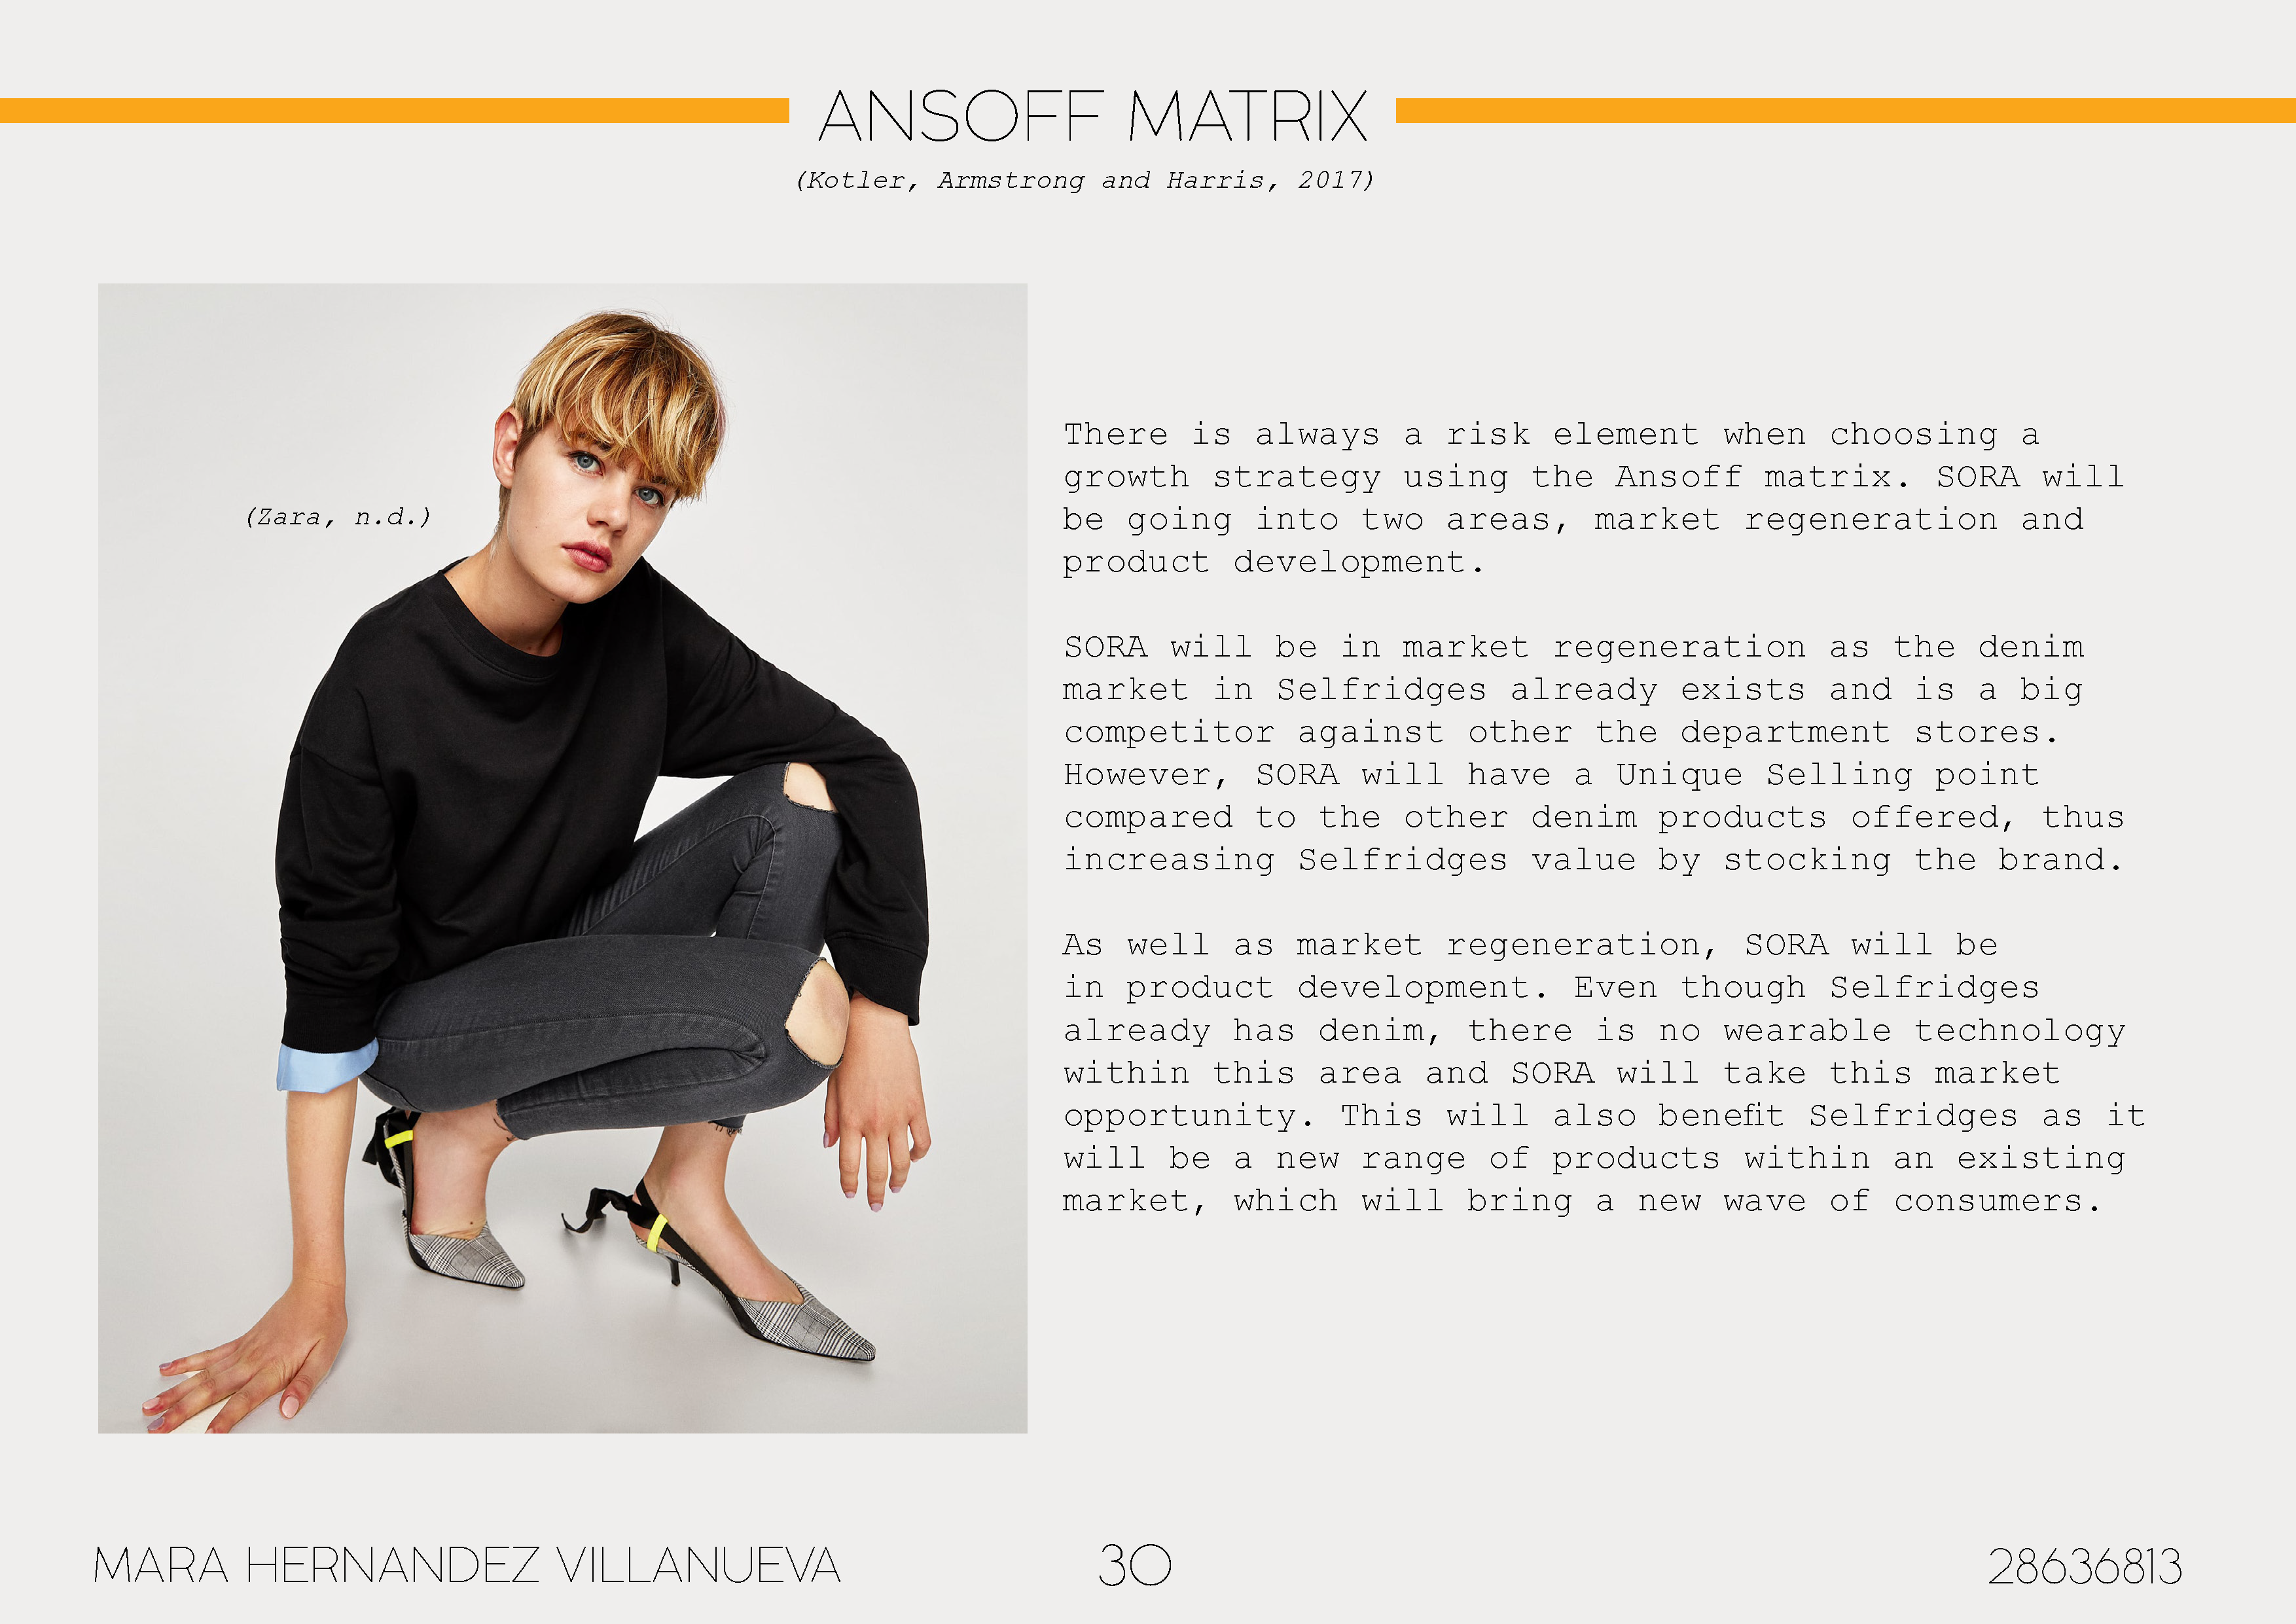 ANSOFF MATRIX
(Kotler, Armstrong and Harris, 2017)
(Zara, n.d.)
There is always a risk element when choosing a
growth strategy using the Ansoff matrix. SORA will
be going into two areas, market regeneration and
product development.
SORA will be in market regeneration as the denim
market in Selfridges already exists and is a big
competitor against other the department stores.
However, SORA will have a Unique Selling point
compared to the other denim products offered, thus
increasing Selfridges value by stocking the brand.
As well as market regeneration, SORA will be
in product development. Even though Selfridges
already has denim, there is no wearable technology
within this area and SORA will take this market
opportunity. This will also benefit Selfridges as it
will be a new range of products within an existing
market, which will bring a new wave of consumers.
MARA HERNANDEZ VILLANUEVA
30
28636813